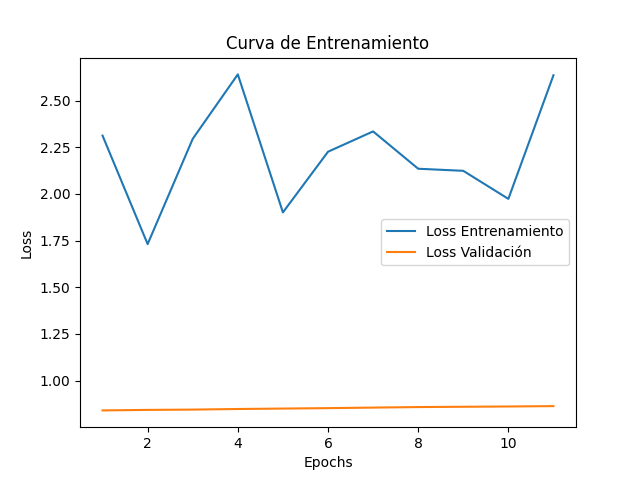 Curva de Entrenamiento
Loss
2.50
2.25
2.00
1.75
1.50
1.25
1.00
Loss Entrenamiento
Loss Validación
2
4
6
8
10
Epochs